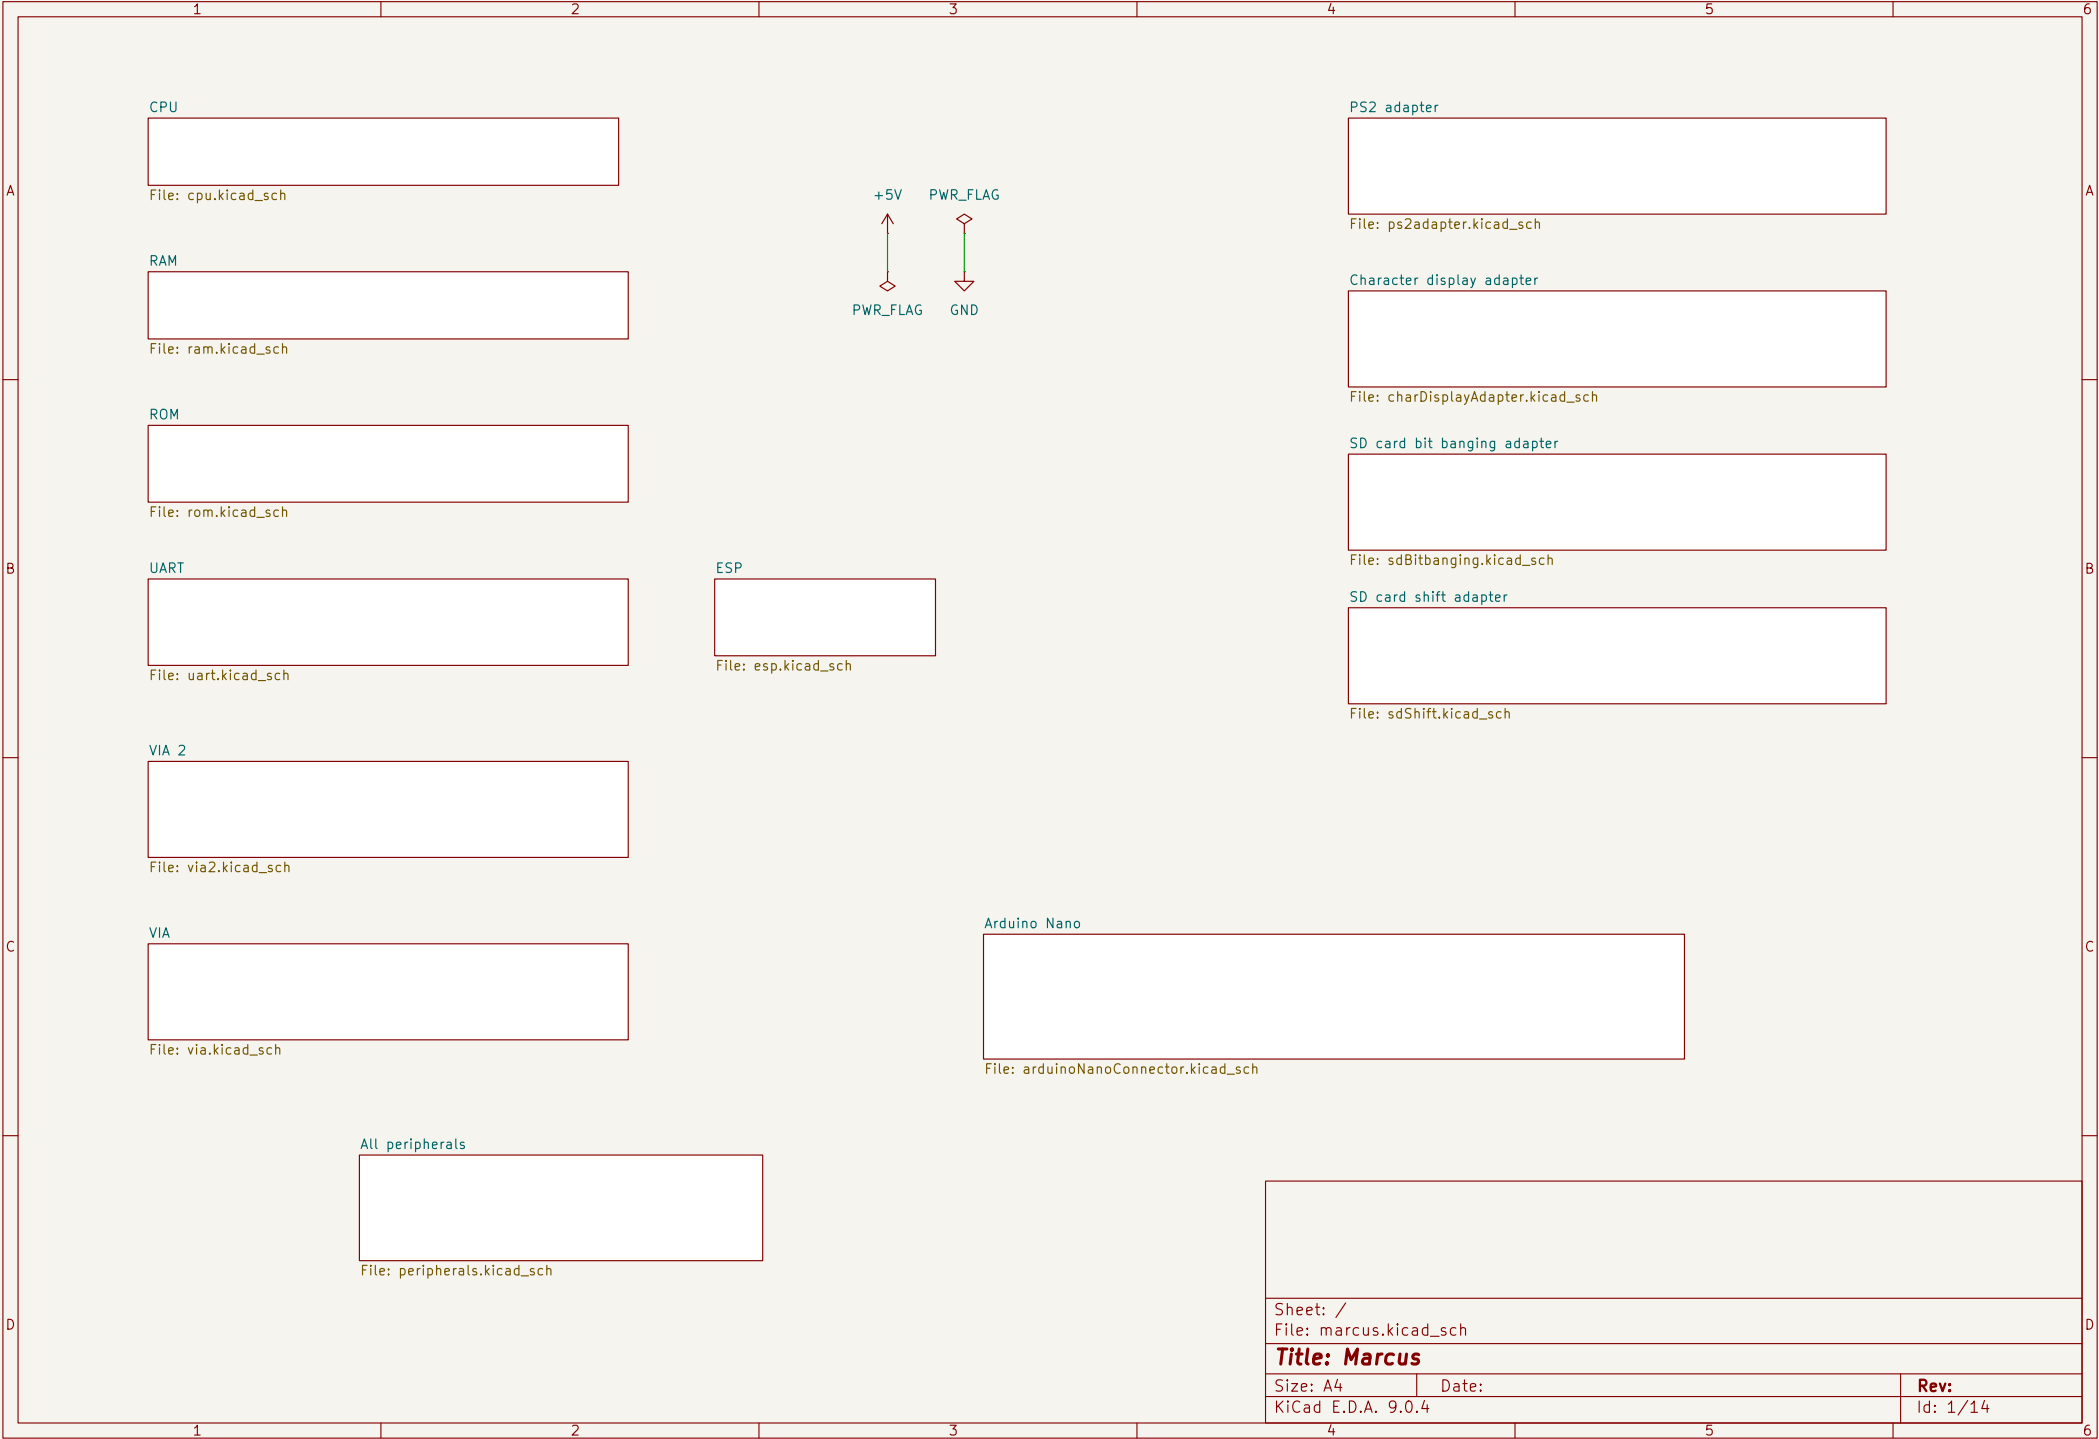 1 2 3 4 5 6
CPU
File: cpu.kicad_sch
PS2 adapter
File: ps2adapter.kicad_sch
A A
+5V PWR_FLAG
PWR_FLAG GND
RAM
File: ram.kicad_sch
Character display adapter
File: charDisplayAdapter.kicad_sch
ROM
File: rom.kicad_sch
SD card bit banging adapter
File: sdBitbanging.kicad_sch
B B
UART
File: uart.kicad_sch
ESP
File: esp.kicad_sch
SD card shift adapter
File: sdShift.kicad_sch
VIA 2
File: via2.kicad_sch
VIA
File: via.kicad_sch
C C
Arduino Nano
File: arduinoNanoConnector.kicad_sch
All peripherals
File: peripherals.kicad_sch
D D
Sheet: /
File: marcus.kicad_sch
Title: Marcus
Size: A4 Date: Rev:
KiCad E.D.A. 9.0.4 Id: 1/14
1 2 3 4 5 6